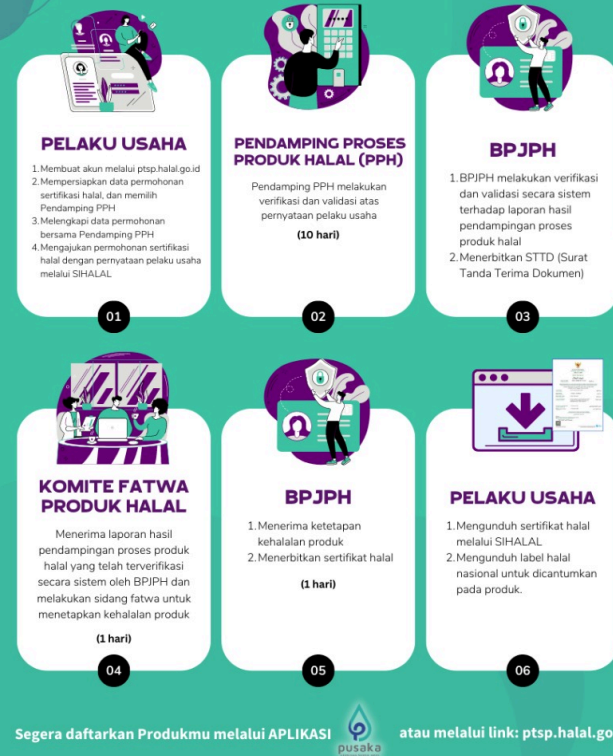 PELAKU USAHA
1. Membuat akun melalui ptsp.halal.go.id
2. Mempersiapkan data permohonan
sertifikasi halal, dan memilih
Pendamping PPH
3. Melengkapi data permohonan
bersama Pendamping PPH
4. Mengajukan permohonan sertifikasi
halal dengan pernyataan pelaku usaha
melalui SIHALAL
01
PENDAMPING PROSES
PRODUK HALAL (PPH)
Pendamping PPH melakukan
verifikasi dan validasi atas
pernyataan pelaku usaha
(10 hari)
02
BPJPH
1. BPJPH melakukan verifikasi
dan validasi secara sistem
terhadap laporan hasil
pendampingan proses
produk halal
2. Menerbitkan STTD (Surat
Tanda Terima Dokumen)
03
KOMITE FATWA
PRODUK HALAL
Menerima laporan hasil
pendampingan proses produk
halal yang telah terverifikasi
secara sistem oleh BPJPH dan
melakukan sidang fatwa untuk
menetapkan kehalalan produk
(1 hari)
04
BPJPH
1. Menerima ketetapan
kehalalan produk
2. Menerbitkan sertifikat halal
(1 hari)
05
PELAKU USAHA
1. Mengunduh sertifikat halal
melalui SIHALAL
2. Mengunduh label halal
nasional untuk dicantumkan
pada produk.
06
Segera daftarkan Produkmu melalui APLIKASI
pusaka
atau melalui link: ptsp.halal.go